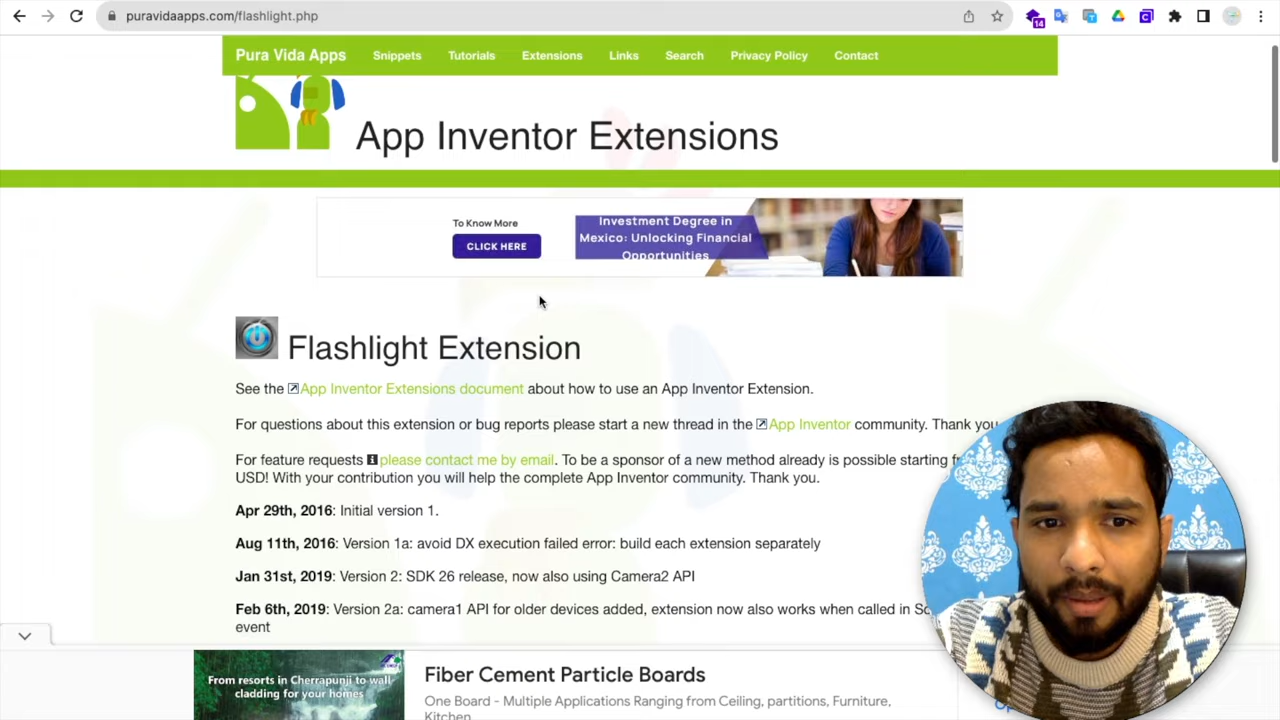 puravidaapps.com/flashlight.php
14
Pura Vida Apps Snippets Tutorials Extensions Links Search Privacy Policy Contact
App Inventor Extensions
To Know More
CLICK HERE
Investment Degree in
Mexico: Unlocking Financial
Opportunities
Flashlight Extension
See the App Inventor Extensions document about how to use an App Inventor Extension.
For questions about this extension or bug reports please start a new thread in the App Inventor community. Thank you
For feature requests please contact me by email. To be a sponsor of a new method already is possible starting
USD! With your contribution you will help the complete App Inventor community. Thank you.
Apr 29th, 2016: Initial version 1.
Aug 11th, 2016: Version 1a: avoid DX execution failed error: build each extension separately
Jan 31st, 2019: Version 2: SDK 26 release, now also using Camera2 API
Feb 6th, 2019: Version 2a: camera1 API for older devices added, extension now also works when called in
event
From resorts in Cherrapunji to wall
cladding for your homes
Fiber Cement Particle Boards
One Board - Multiple Applications Ranging from Ceiling, partitions, Furniture,
Kitchen